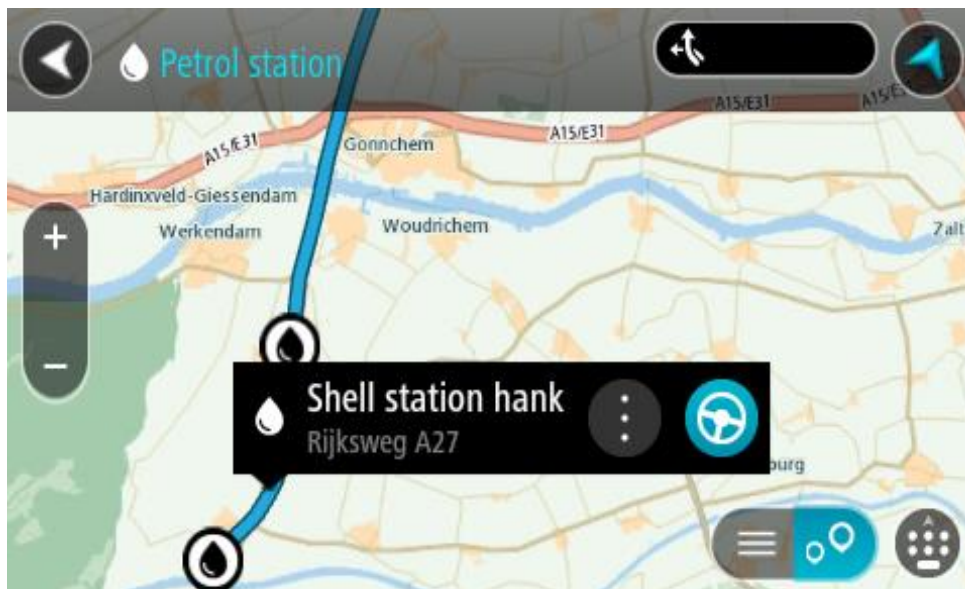 Petrol station
A15/E31
A15/E31
A15/E31
A15/E31
Gonnchem
Hardinxveld-Giessendam
Werkendam
Woudrichem
Zalt
+
−
Shell station hank
Rijksweg A27
burg